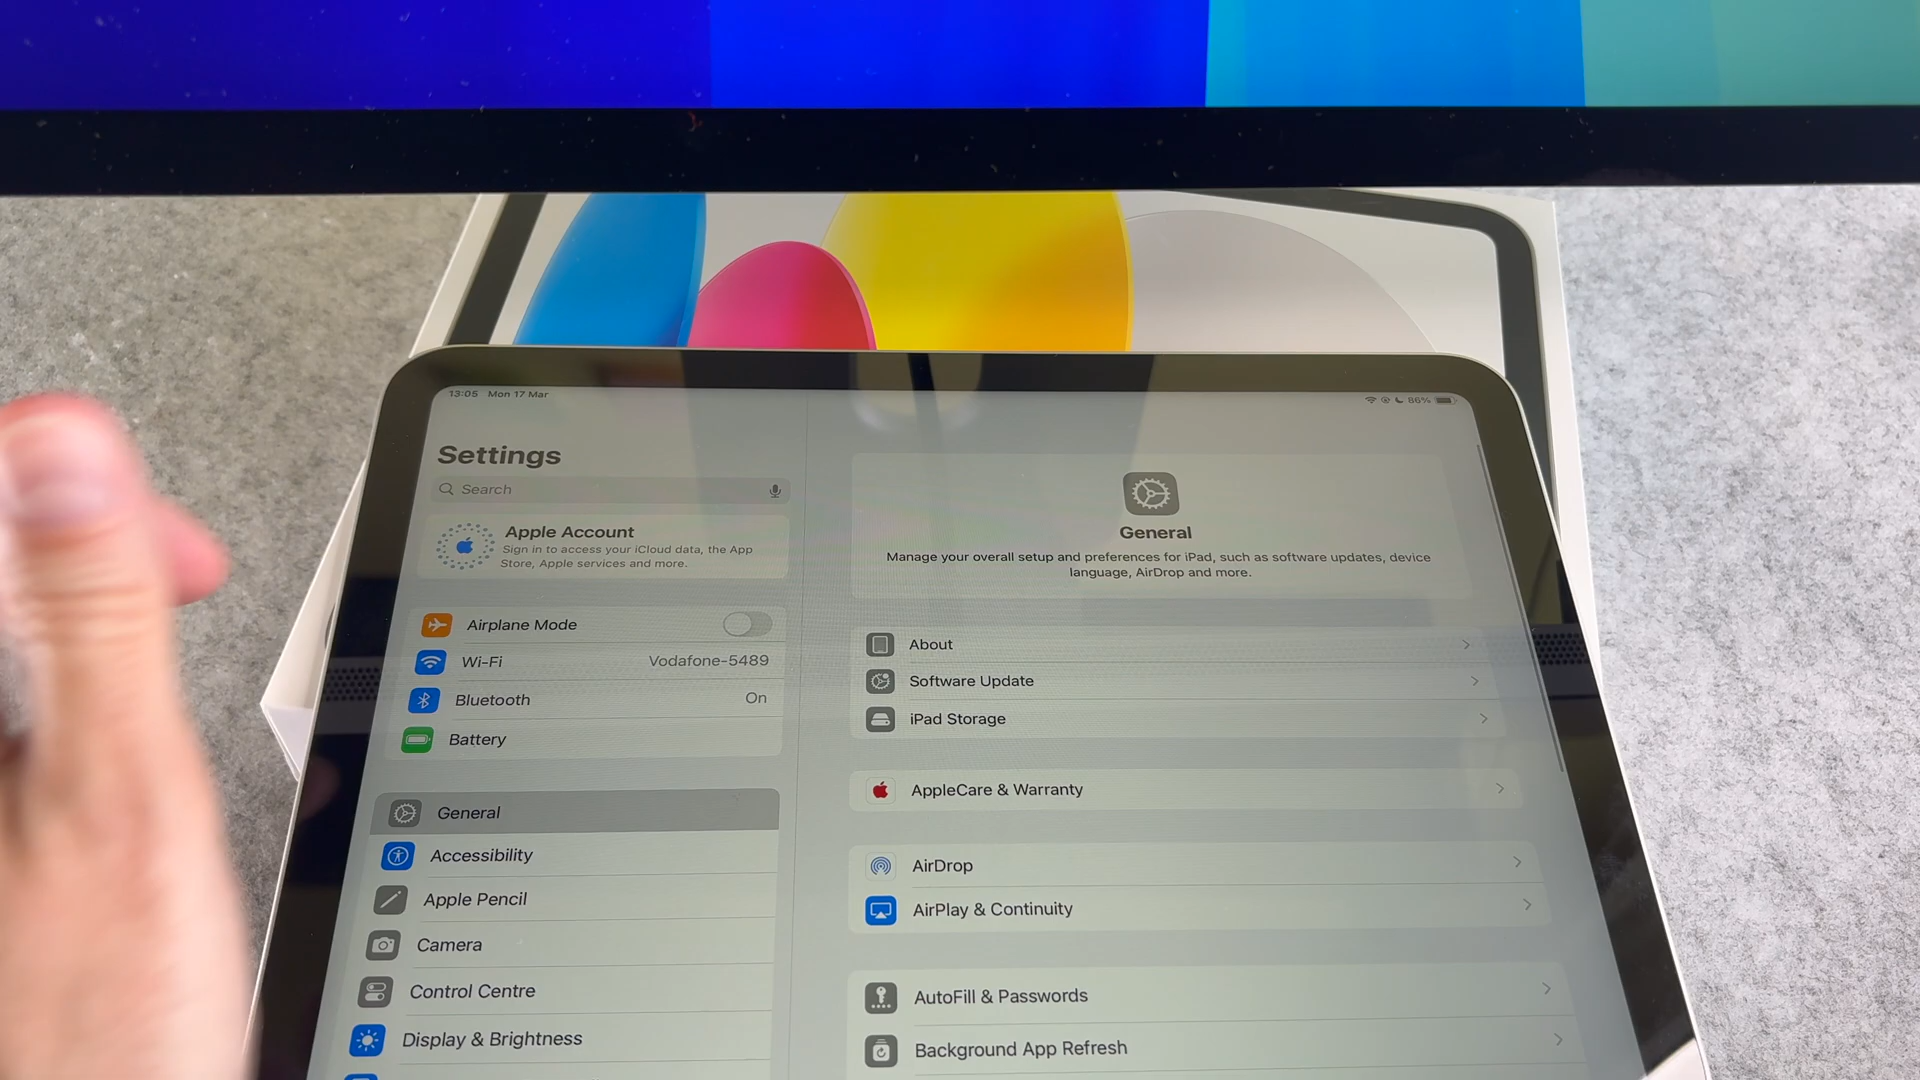 13:05 Mon 17 Mar
86%
Settings
Search
Apple Account
Sign in to access your iCloud data, the App
Store, Apple services and more.
Airplane Mode
Wi-Fi Vodafone-5489
Bluetooth On
Battery
General
Accessibility
Apple Pencil
Camera
Control Centre
Display & Brightness
General
Manage your overall setup and preferences for iPad, such as software updates, device
language, AirDrop and more.
About
Software Update
iPad Storage
AppleCare & Warranty
AirDrop
AirPlay & Continuity
AutoFill & Passwords
Background App Refresh